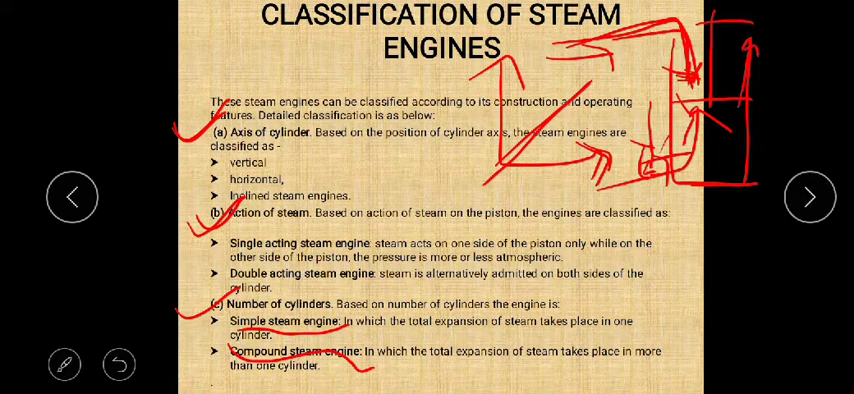 CLASSIFICATION OF STEAM
ENGINES
These steam engines can be classified according to its construction and operating
features. Detailed classification is as below:
(a) Axis of cylinder. Based on the position of cylinder axis, the steam engines are
classified as -
➤ vertical
➤ horizontal,
➤ Inclined steam engines.
(b) Action of steam. Based on action of steam on the piston, the engines are classified as:
➤ Single acting steam engine: steam acts on one side of the piston only while on the
other side of the piston, the pressure is more or less atmospheric.
➤ Double acting steam engine: steam is alternatively admitted on both sides of the
cylinder.
(c) Number of cylinders. Based on number of cylinders the engine is:
➤ Simple steam engine: In which the total expansion of steam takes place in one
cylinder.
➤ Compound steam engine: In which the total expansion of steam takes place in more
than one cylinder.
.